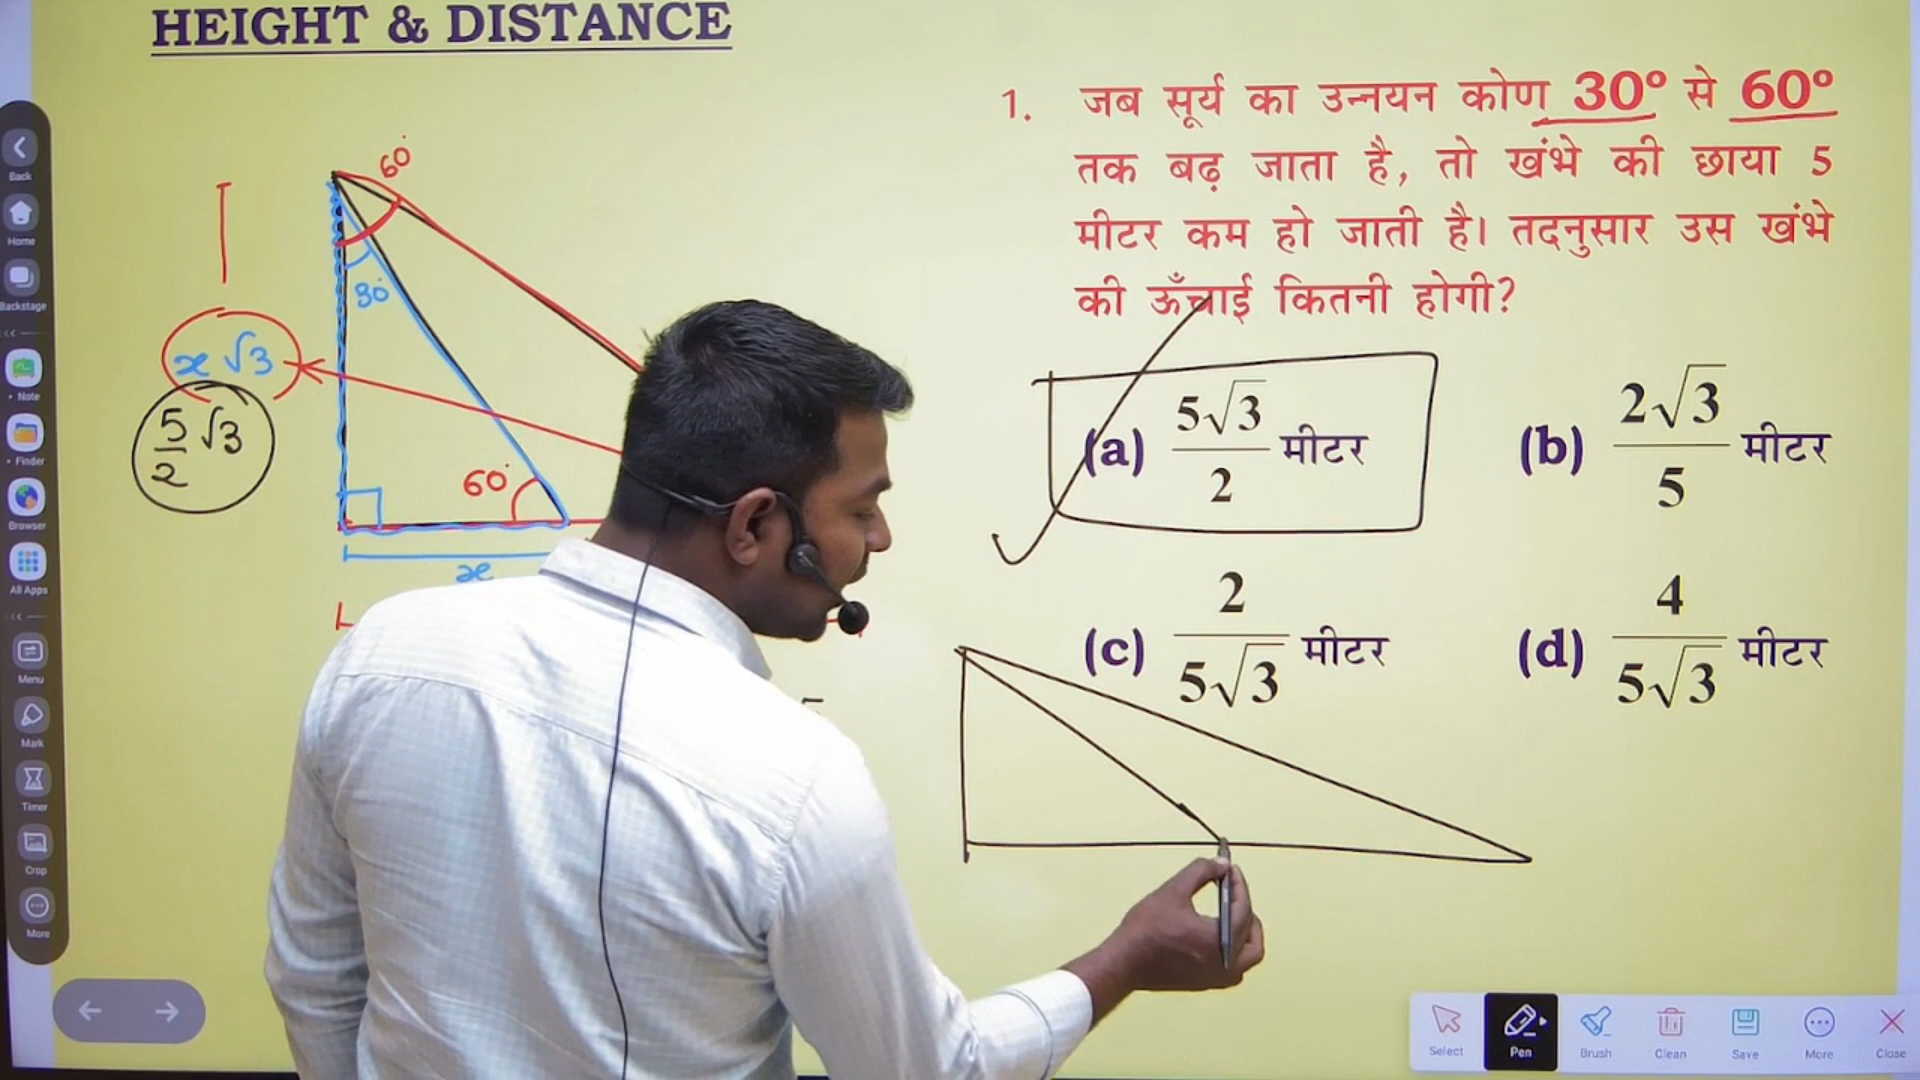 HEIGHT & DISTANCE
1. जब सूर्य का उन्नयन कोण 30° से 60°
तक बढ़ जाता है, तो खंभे की छाया 5
मीटर कम हो जाती है। तदनुसार उस खंभे
की ऊँचाई कितनी होगी?
(a) 5√3/2 मीटर
(b) 2√3/5 मीटर
(c) 2/5√3 मीटर
(d) 4/5√3 मीटर
60°
30°
x√3
5/2 √3
60°
x
Back
Home
Backstage
Note
Finder
Browser
All Apps
Menu
Mark
Timer
Crop
More
Select
Pen
Brush
Clean
Save
More
Close